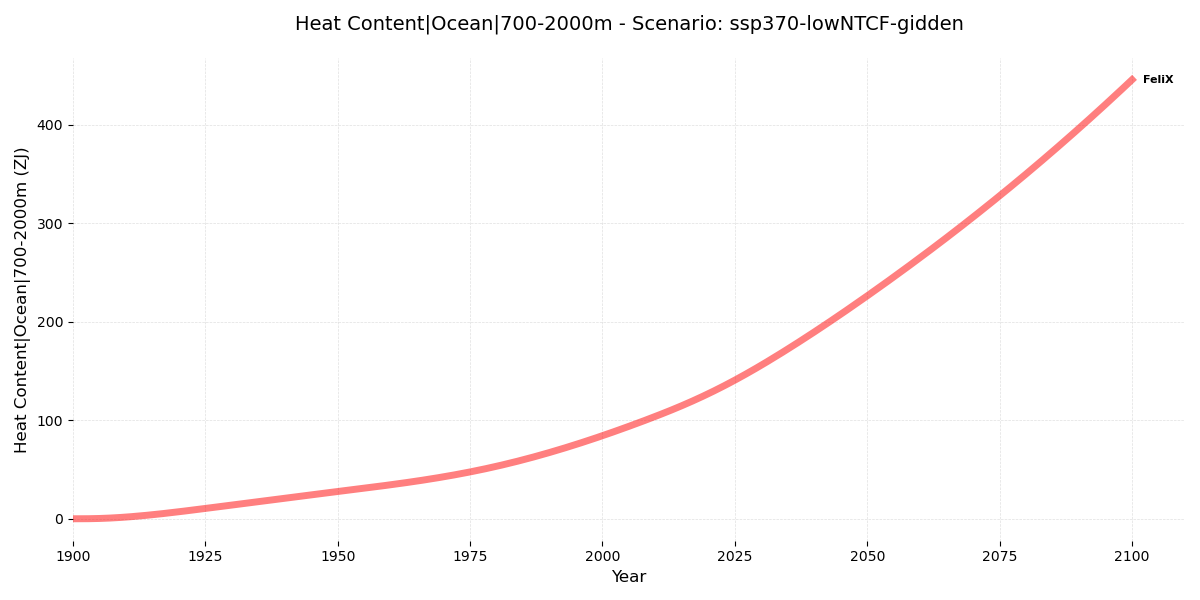 Heat Content|Ocean|700-2000m - Scenario: ssp370-lowNTCF-gidden
FeliX
Heat Content|Ocean|700-2000m (ZJ)
400
300
200
100
0
1900 1925 1950 1975 2000 2025 2050 2075 2100
Year